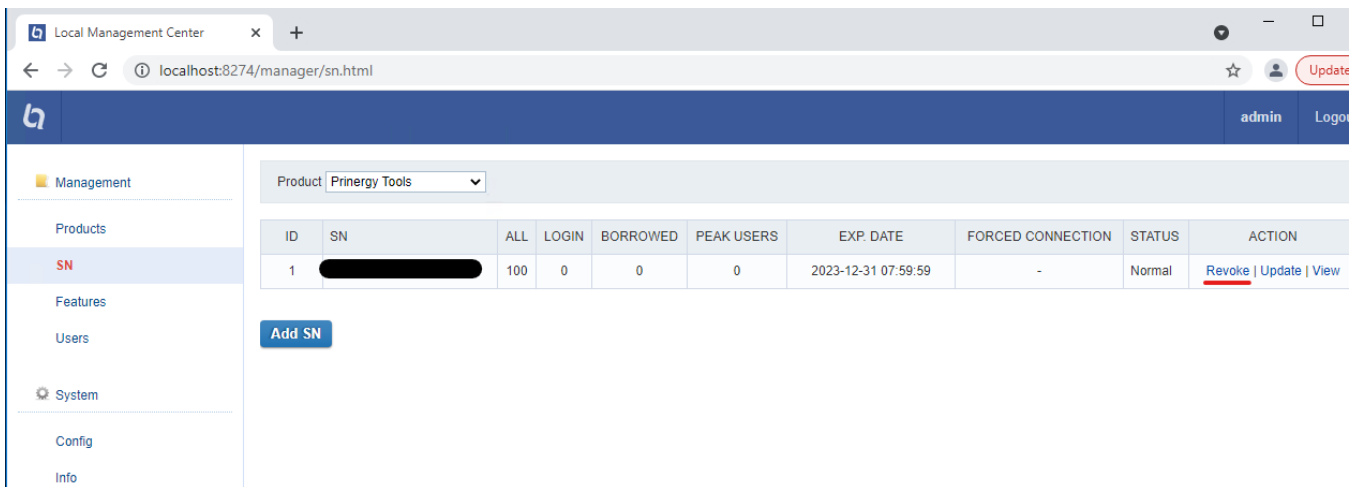 Local Management Center
localhost:8274/manager/sn.html
Update
admin Logou
Management
Product Prinergy Tools
Products
ID SN ALL LOGIN BORROWED PEAK USERS EXP. DATE FORCED CONNECTION STATUS ACTION
SN
1 100 0 0 0 2023-12-31 07:59:59 - Normal Revoke | Update | View
Features
Add SN
Users
System
Config
Info